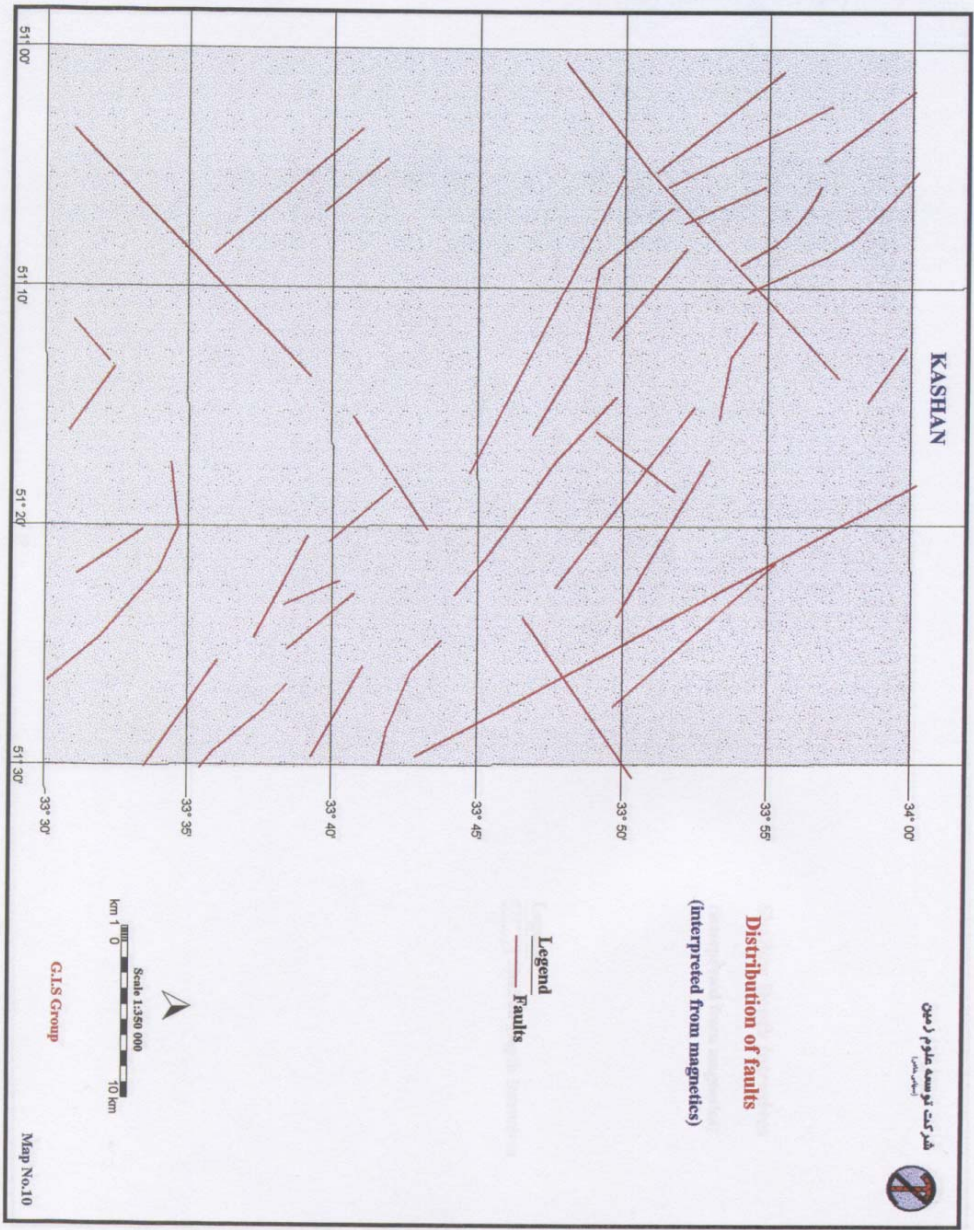 KASHAN
51° 00'
51° 10'
51° 20'
51° 30'
34° 00'
33° 55'
33° 50'
33° 45'
33° 40'
33° 35'
33° 30'
شرکت توسعه علوم زمین
(سهامی خاص)
Distribution of faults
(interpreted from magnetics)
Legend
Faults
Scale 1:350 000
km 1 0 10 km
G.I.S Group
Map No.10